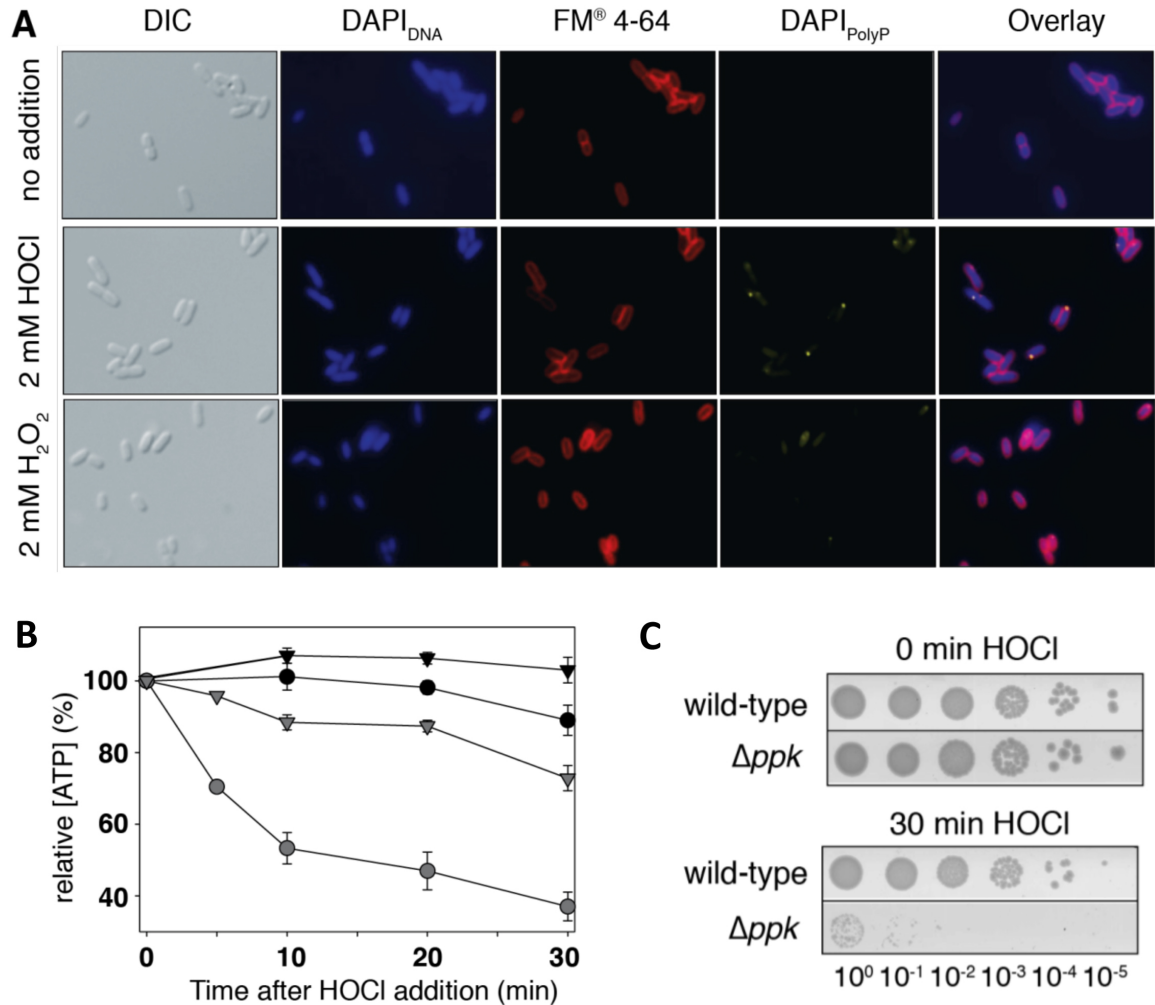 A
DIC DAPI_DNA FM® 4-64 DAPI_PolyP Overlay
no addition
2 mM HOCl
2 mM H₂O₂
B
100
80
60
40
relative [ATP] (%)
0 10 20 30
Time after HOCl addition (min)
C
0 min HOCl
wild-type
Δppk
30 min HOCl
wild-type
Δppk
10⁰ 10⁻¹ 10⁻² 10⁻³ 10⁻⁴ 10⁻⁵